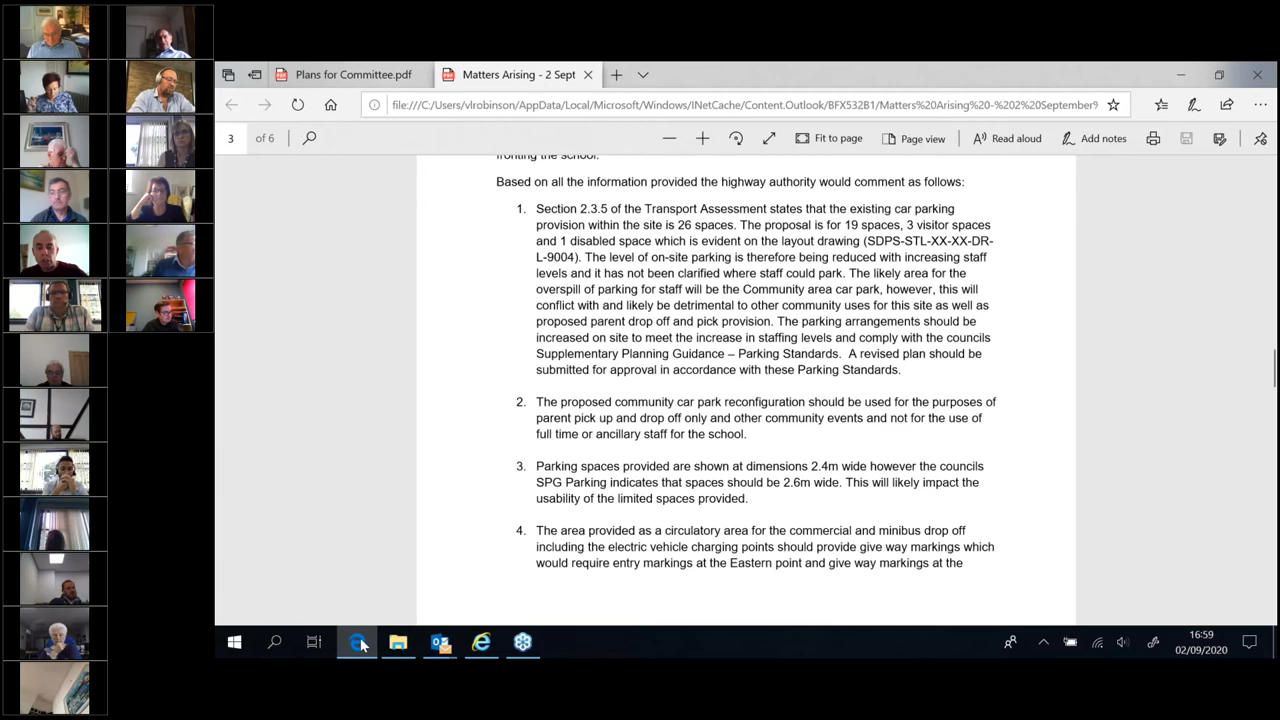 Plans for Committee.pdf
Matters Arising - 2 Sept
file:///C:/Users/vlrobinson/AppData/Local/Microsoft/Windows/INetCache/Content.Outlook/BFX532B1/Matters%20Arising%20-%202%20September%
3 of 6
Fit to page
Page view
Read aloud
Add notes
fronting the school.
Based on all the information provided the highway authority would comment as follows:
1. Section 2.3.5 of the Transport Assessment states that the existing car parking
provision within the site is 26 spaces. The proposal is for 19 spaces, 3 visitor spaces
and 1 disabled space which is evident on the layout drawing (SDPS-STL-XX-XX-DR-
L-9004). The level of on-site parking is therefore being reduced with increasing staff
levels and it has not been clarified where staff could park. The likely area for the
overspill of parking for staff will be the Community area car park, however, this will
conflict with and likely be detrimental to other community uses for this site as well as
proposed parent drop off and pick provision. The parking arrangements should be
increased on site to meet the increase in staffing levels and comply with the councils
Supplementary Planning Guidance – Parking Standards. A revised plan should be
submitted for approval in accordance with these Parking Standards.
2. The proposed community car park reconfiguration should be used for the purposes of
parent pick up and drop off only and other community events and not for the use of
full time or ancillary staff for the school.
3. Parking spaces provided are shown at dimensions 2.4m wide however the councils
SPG Parking indicates that spaces should be 2.6m wide. This will likely impact the
usability of the limited spaces provided.
4. The area provided as a circulatory area for the commercial and minibus drop off
including the electric vehicle charging points should provide give way markings which
would require entry markings at the Eastern point and give way markings at the
16:59
02/09/2020